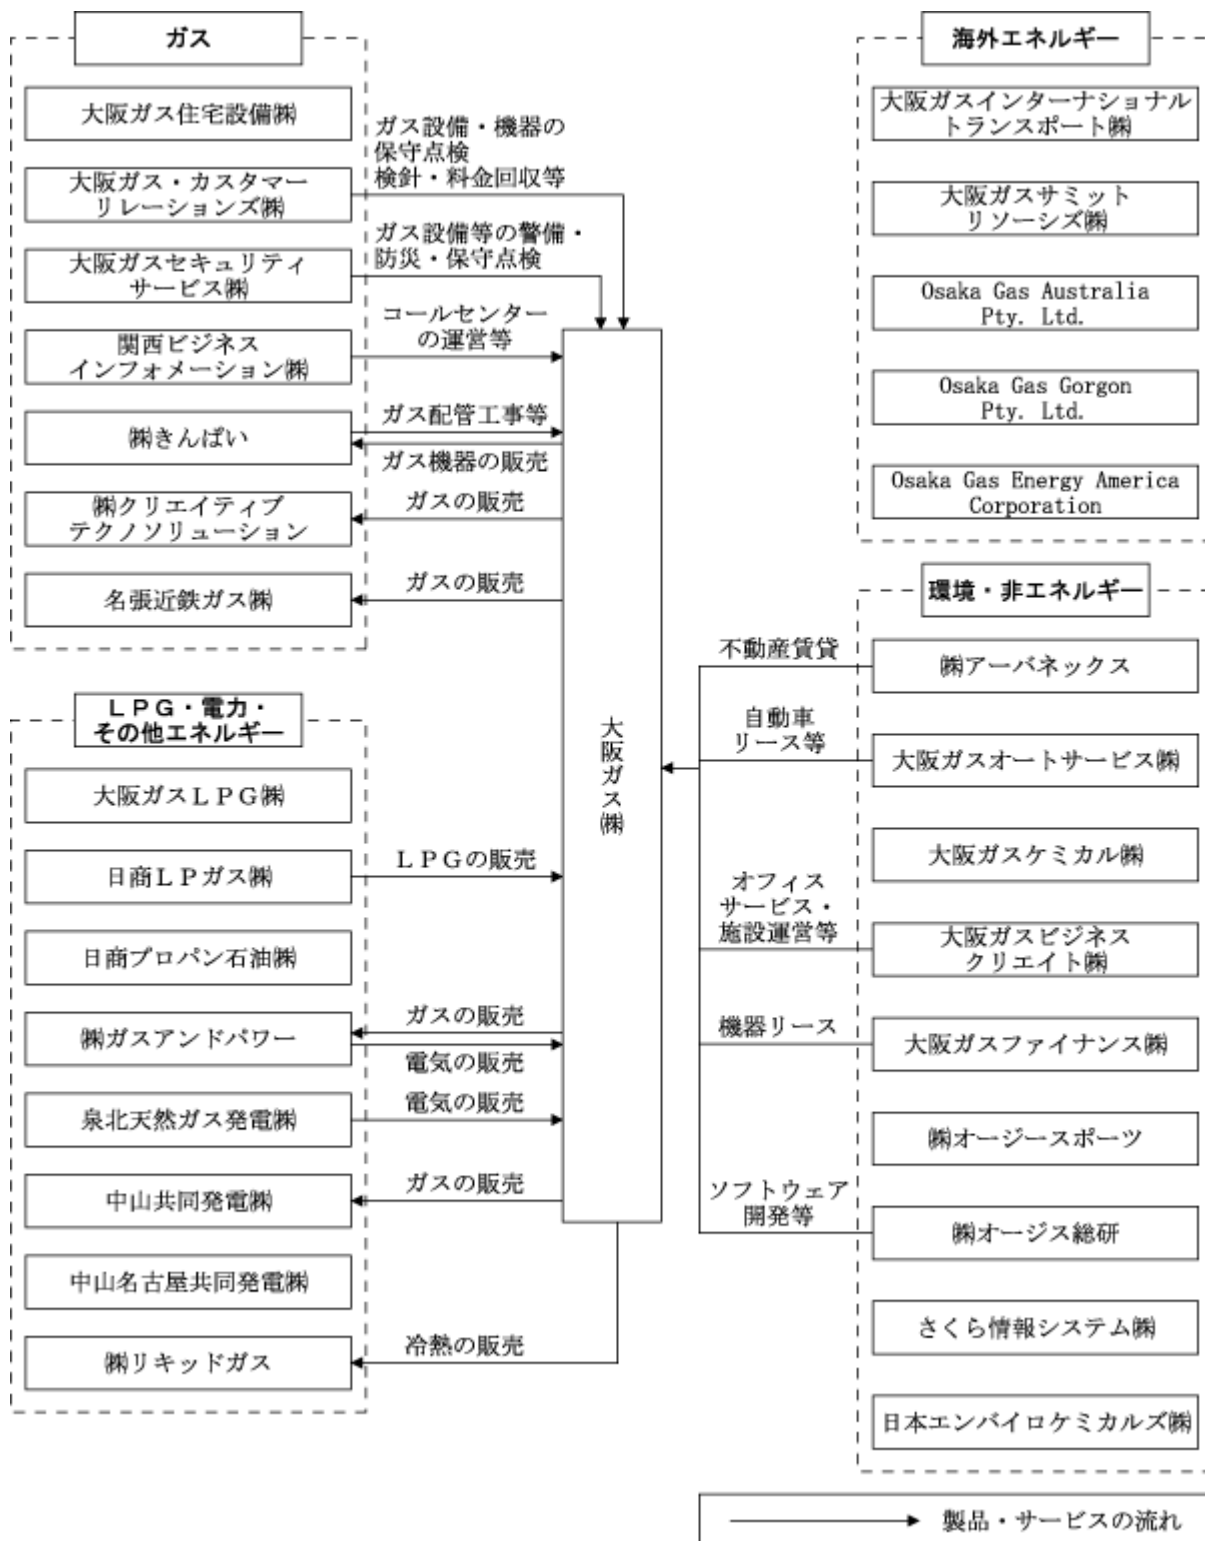 ガス
大阪ガス住宅設備㈱
大阪ガス・カスタマー
リレーションズ㈱
大阪ガスセキュリティ
サービス㈱
関西ビジネス
インフォメーション㈱
㈱きんぱい
㈱クリエイティブ
テクノソリューション
名張近鉄ガス㈱
ガス設備・機器の
保守点検
検針・料金回収等
ガス設備等の警備・
防災・保守点検
コールセンター
の運営等
ガス配管工事等
ガス機器の販売
ガスの販売
ガスの販売
LPG・電力・
その他エネルギー
大阪ガスLPG㈱
日商LPガス㈱
日商プロパン石油㈱
㈱ガスアンドパワー
泉北天然ガス発電㈱
中山共同発電㈱
中山名古屋共同発電㈱
㈱リキッドガス
LPGの販売
ガスの販売
電気の販売
電気の販売
ガスの販売
冷熱の販売
大阪ガス㈱
海外エネルギー
大阪ガスインターナショナル
トランスポート㈱
大阪ガスサミット
リソーシズ㈱
Osaka Gas Australia
Pty. Ltd.
Osaka Gas Gorgon
Pty. Ltd.
Osaka Gas Energy America
Corporation
環境・非エネルギー
不動産賃貸
自動車
リース等
オフィス
サービス・
施設運営等
機器リース
ソフトウェア
開発等
㈱アーバネックス
大阪ガスオートサービス㈱
大阪ガスケミカル㈱
大阪ガスビジネス
クリエイト㈱
大阪ガスファイナンス㈱
㈱オージースポーツ
㈱オージス総研
さくら情報システム㈱
日本エンバイロケミカルズ㈱
製品・サービスの流れ